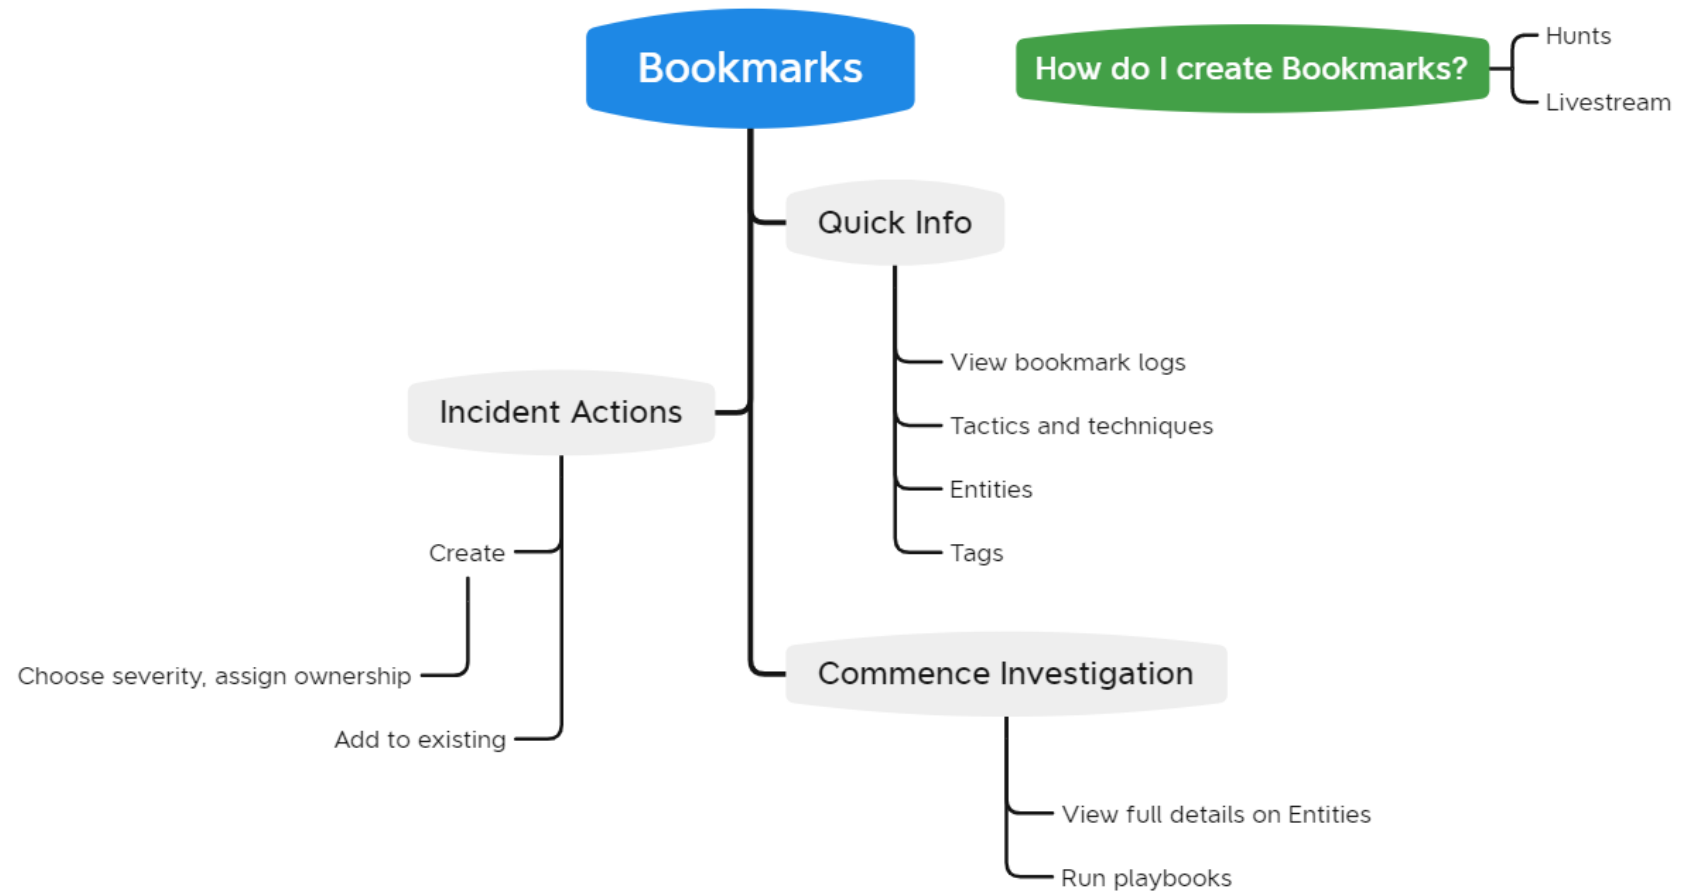 Bookmarks
How do I create Bookmarks?
Hunts
Livestream
Quick Info
View bookmark logs
Tactics and techniques
Entities
Tags
Incident Actions
Create
Choose severity, assign ownership
Add to existing
Commence Investigation
View full details on Entities
Run playbooks